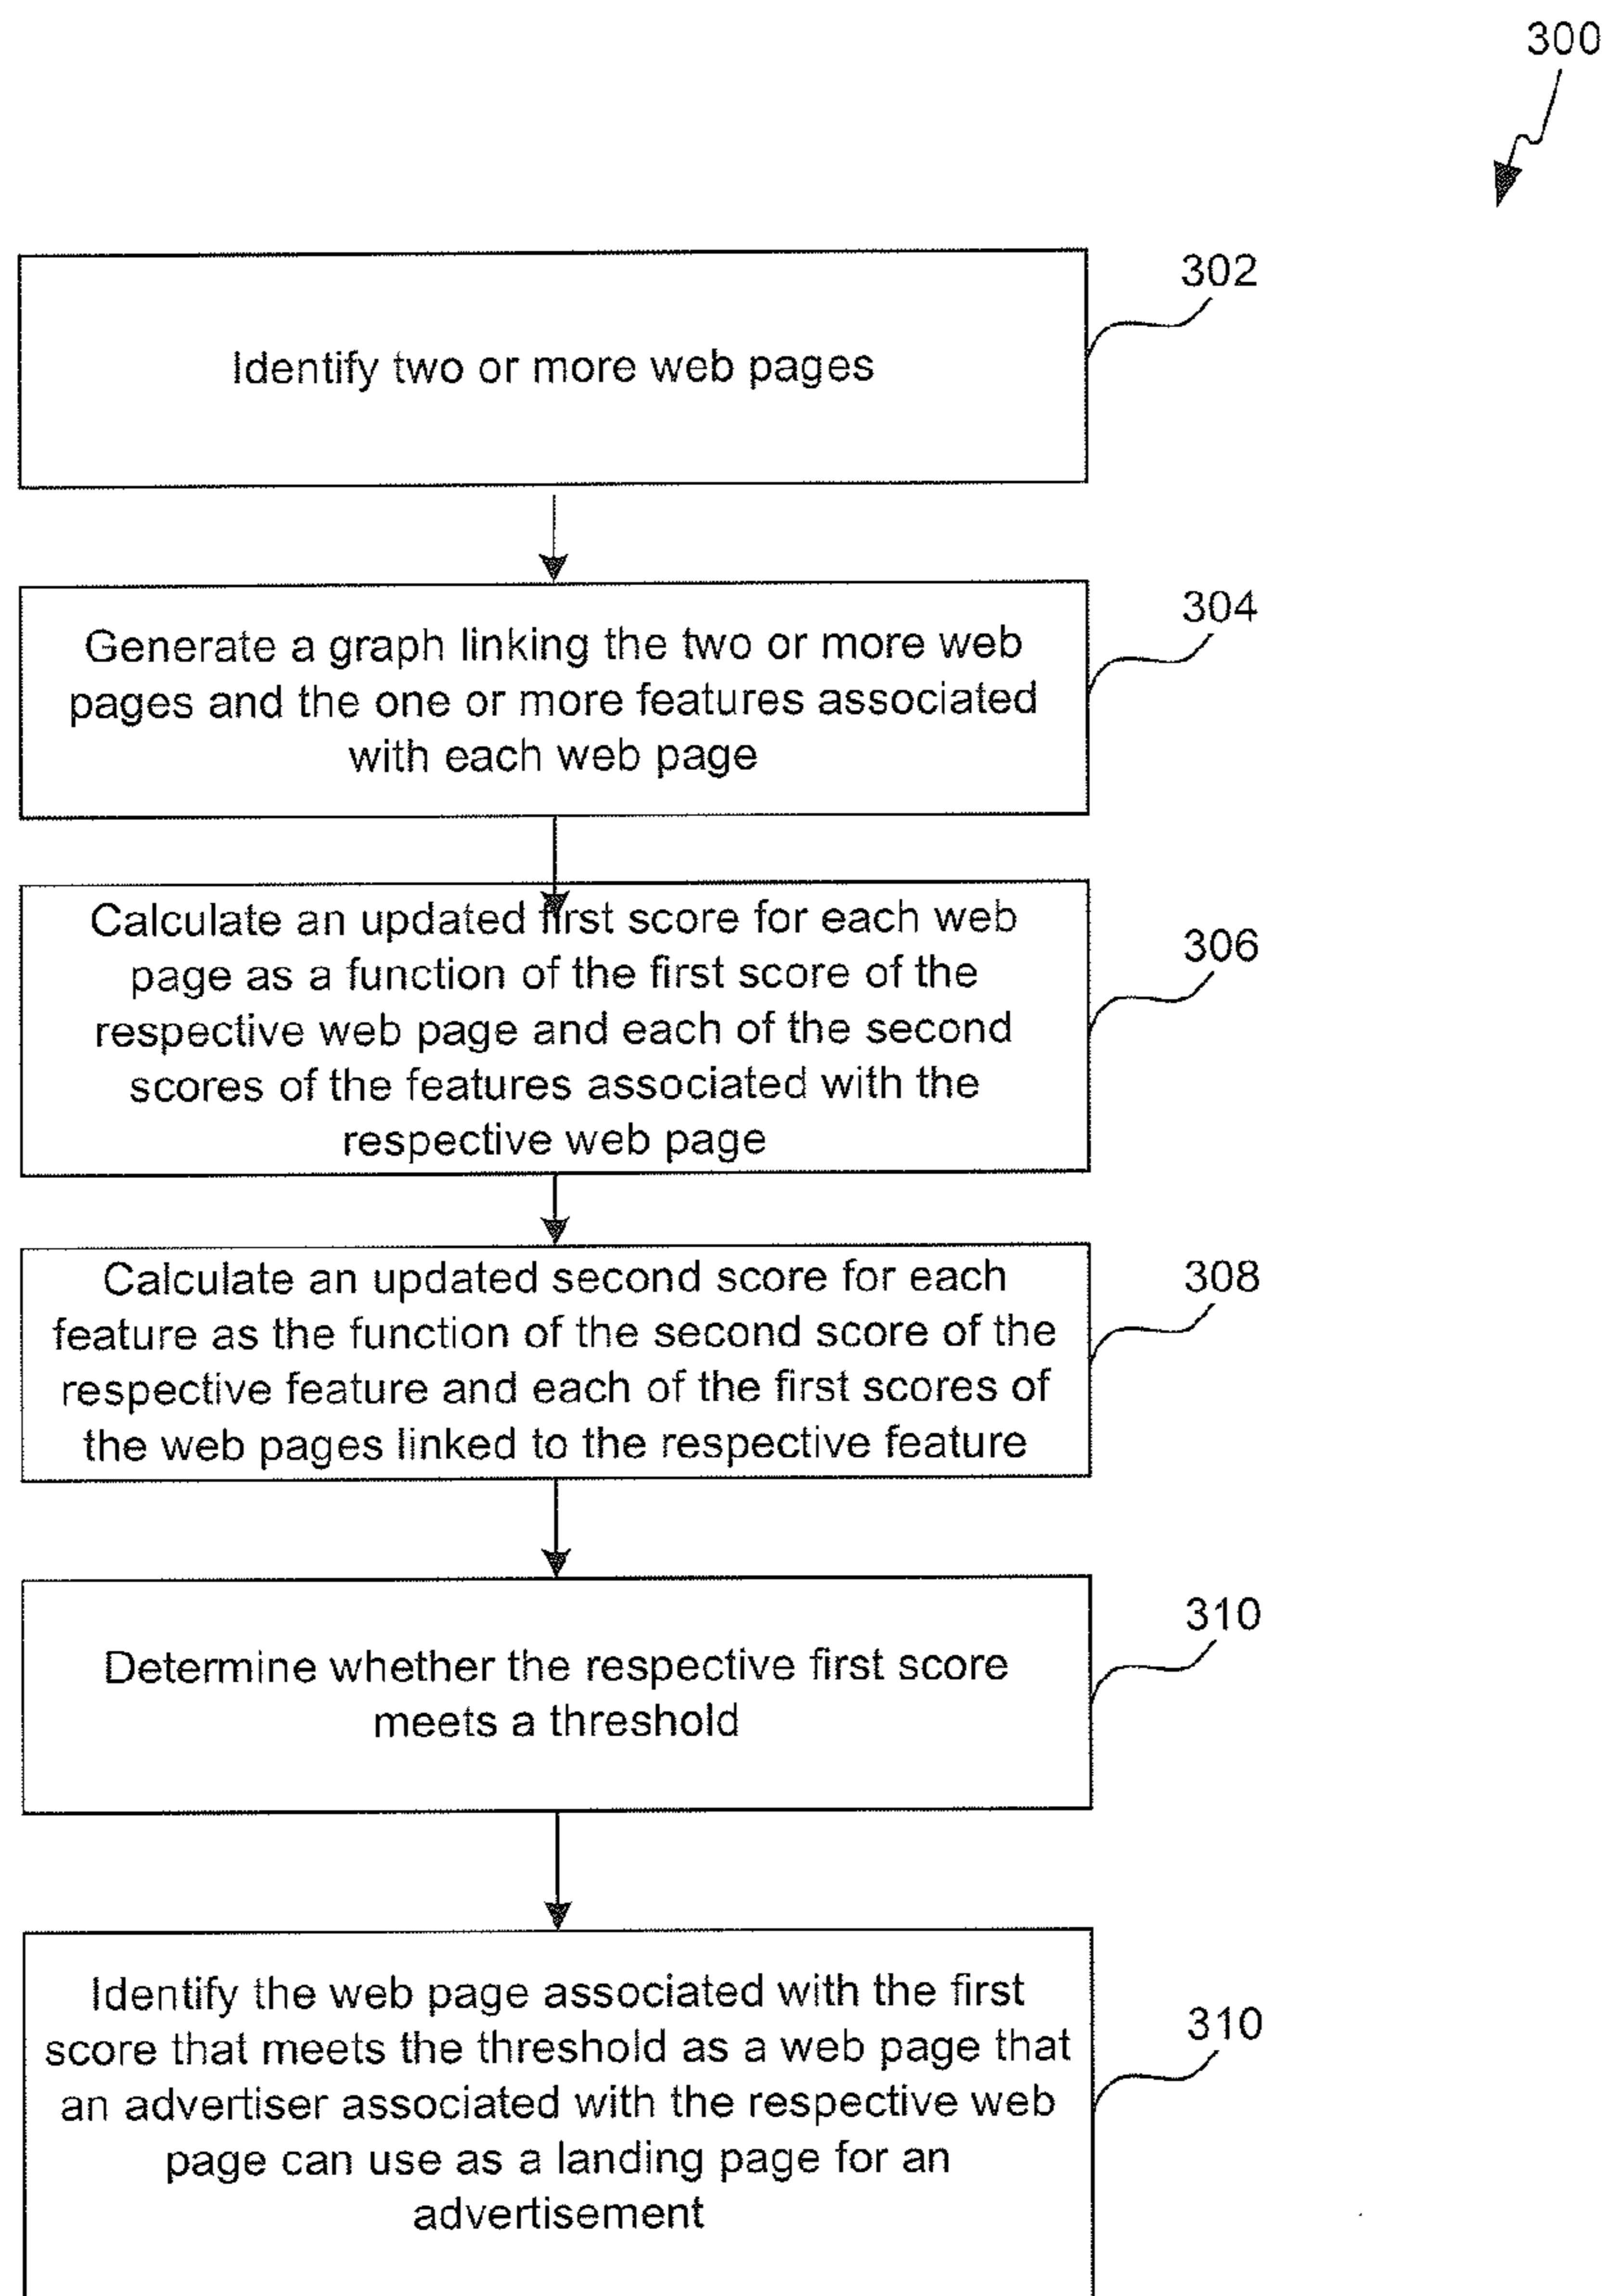 300
302
Identify two or more web pages
304
Generate a graph linking the two or more web
pages and the one or more features associated
with each web page
306
Calculate an updated first score for each web
page as a function of the first score of the
respective web page and each of the second
scores of the features associated with the
respective web page
308
Calculate an updated second score for each
feature as the function of the second score of the
respective feature and each of the first scores of
the web pages linked to the respective feature
310
Determine whether the respective first score
meets a threshold
310
Identify the web page associated with the first
score that meets the threshold as a web page that
an advertiser associated with the respective web
page can use as a landing page for an
advertisement